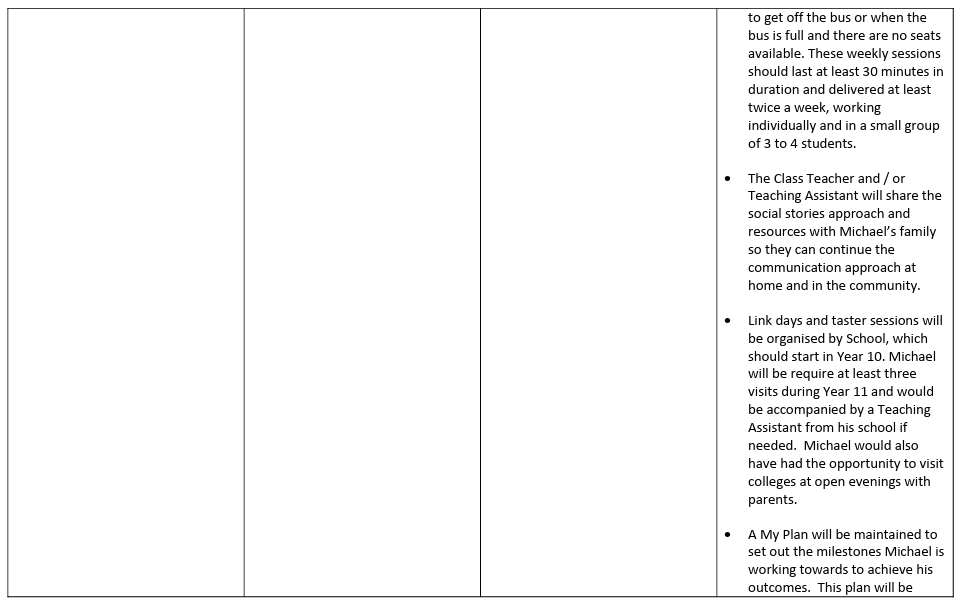 to get off the bus or when the
bus is full and there are no seats
available. These weekly sessions
should last at least 30 minutes in
duration and delivered at least
twice a week, working
individually and in a small group
of 3 to 4 students.
• The Class Teacher and / or
Teaching Assistant will share the
social stories approach and
resources with Michael’s family
so they can continue the
communication approach at
home and in the community.
• Link days and taster sessions will
be organised by School, which
should start in Year 10. Michael
will be require at least three
visits during Year 11 and would
be accompanied by a Teaching
Assistant from his school if
needed.  Michael would also
have had the opportunity to visit
colleges at open evenings with
parents.
• A My Plan will be maintained to
set out the milestones Michael is
working towards to achieve his
outcomes.  This plan will be